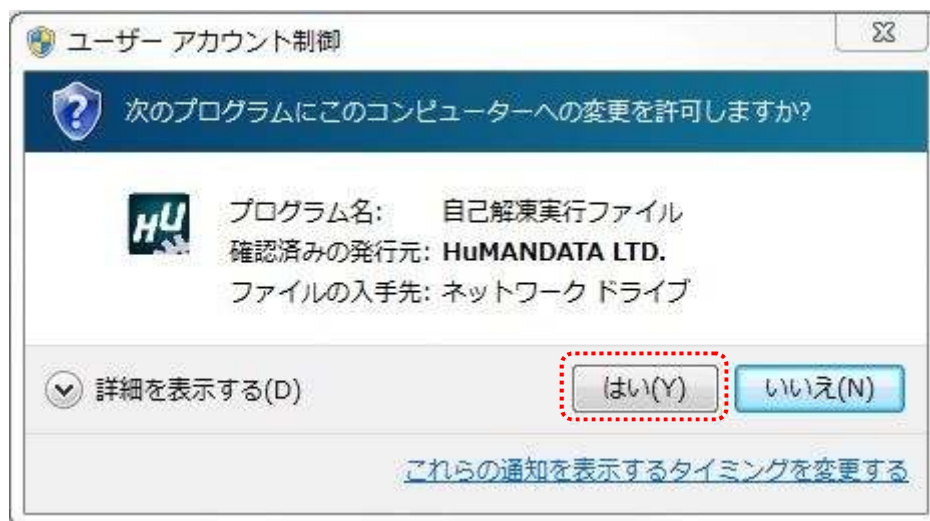 ユーザー アカウント制御
次のプログラムにこのコンピューターへの変更を許可しますか?
HU
プログラム名: 自己解凍実行ファイル
確認済みの発行元: HuMANDATA LTD.
ファイルの入手先: ネットワーク ドライブ
詳細を表示する(D)
はい(Y)
いいえ(N)
これらの通知を表示するタイミングを変更する